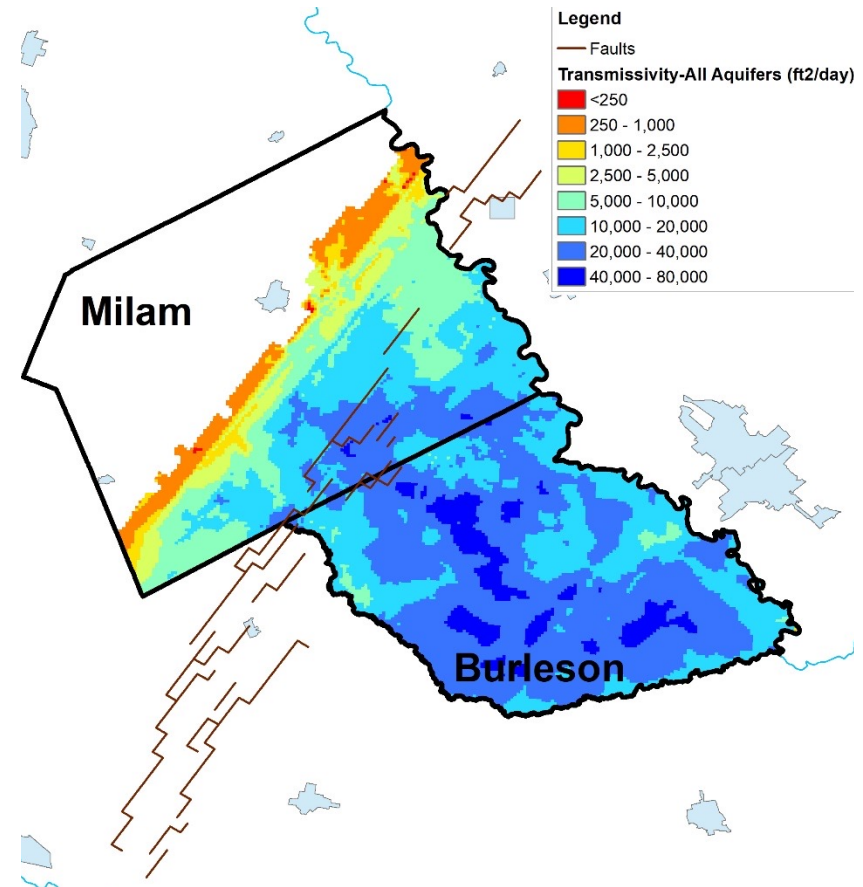 Legend
Faults
Transmissivity-All Aquifers (ft2/day)
<250
250 - 1,000
1,000 - 2,500
2,500 - 5,000
5,000 - 10,000
10,000 - 20,000
20,000 - 40,000
40,000 - 80,000
Milam
Burleson